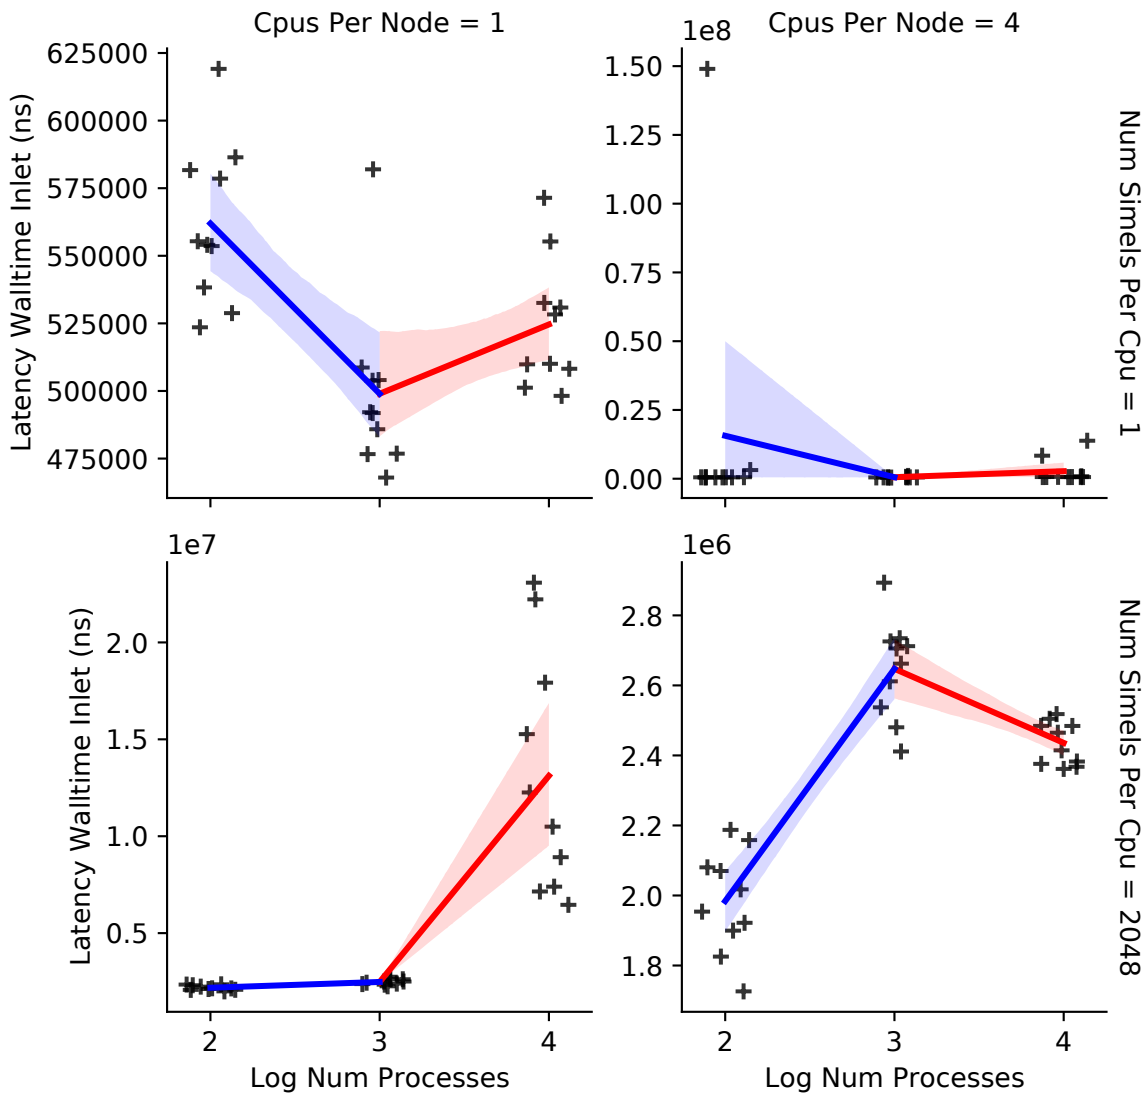 Cpus Per Node = 1
Cpus Per Node = 4
1e8
Latency Walltime Inlet (ns)
625000
600000
575000
550000
525000
500000
475000
1.50
1.25
1.00
0.75
0.50
0.25
0.00
Num Simels Per Cpu = 1
1e7
1e6
Latency Walltime Inlet (ns)
2.0
1.5
1.0
0.5
2.8
2.6
2.4
2.2
2.0
1.8
Num Simels Per Cpu = 2048
2 3 4
2 3 4
Log Num Processes
Log Num Processes